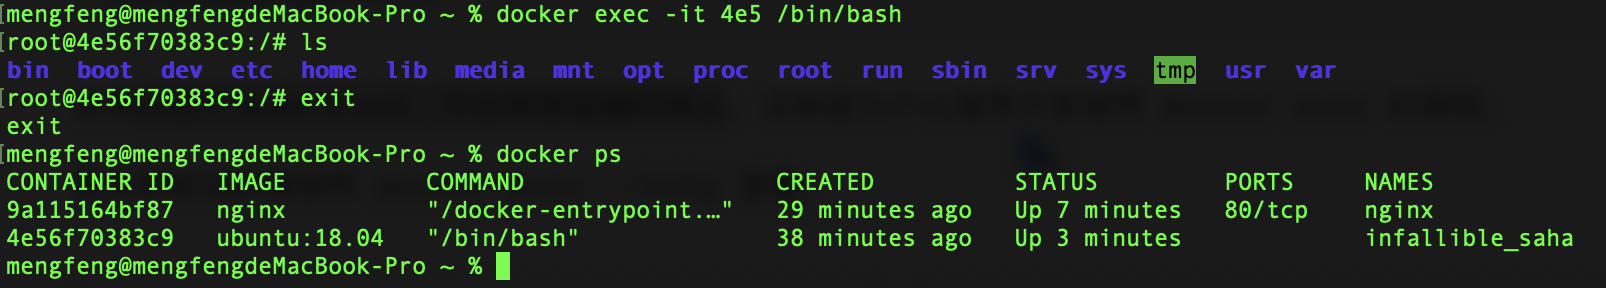 mengfeng@mengfengdeMacBook-Pro ~ % docker exec -it 4e5 /bin/bash
[root@4e56f70383c9:/# ls
bin boot dev etc home lib media mnt opt proc root run sbin srv sys tmp usr var
[root@4e56f70383c9:/# exit
exit
[mengfeng@mengfengdeMacBook-Pro ~ % docker ps
CONTAINER ID IMAGE COMMAND CREATED STATUS PORTS NAMES
9a115164bf87 nginx "/docker-entrypoint.…" 29 minutes ago Up 7 minutes 80/tcp nginx
4e56f70383c9 ubuntu:18.04 "/bin/bash" 38 minutes ago Up 3 minutes infallible_saha
mengfeng@mengfengdeMacBook-Pro ~ %